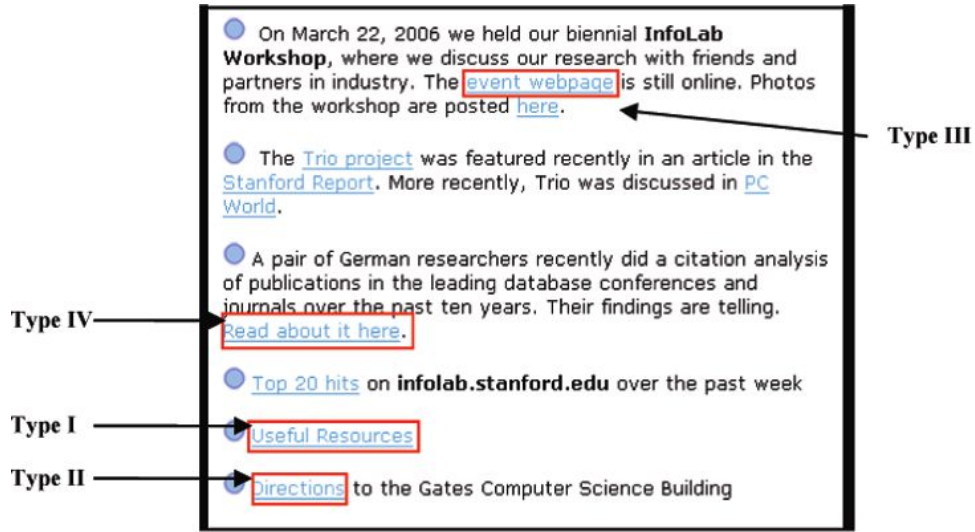 On March 22, 2006 we held our biennial InfoLab
Workshop, where we discuss our research with friends and
partners in industry. The event webpage is still online. Photos
from the workshop are posted here.
Type III
The Trio project was featured recently in an article in the
Stanford Report. More recently, Trio was discussed in PC
World.
A pair of German researchers recently did a citation analysis
of publications in the leading database conferences and
journals over the past ten years. Their findings are telling.
Type IV
Read about it here.
Top 20 hits on infolab.stanford.edu over the past week
Type I
Useful Resources
Type II
Directions to the Gates Computer Science Building